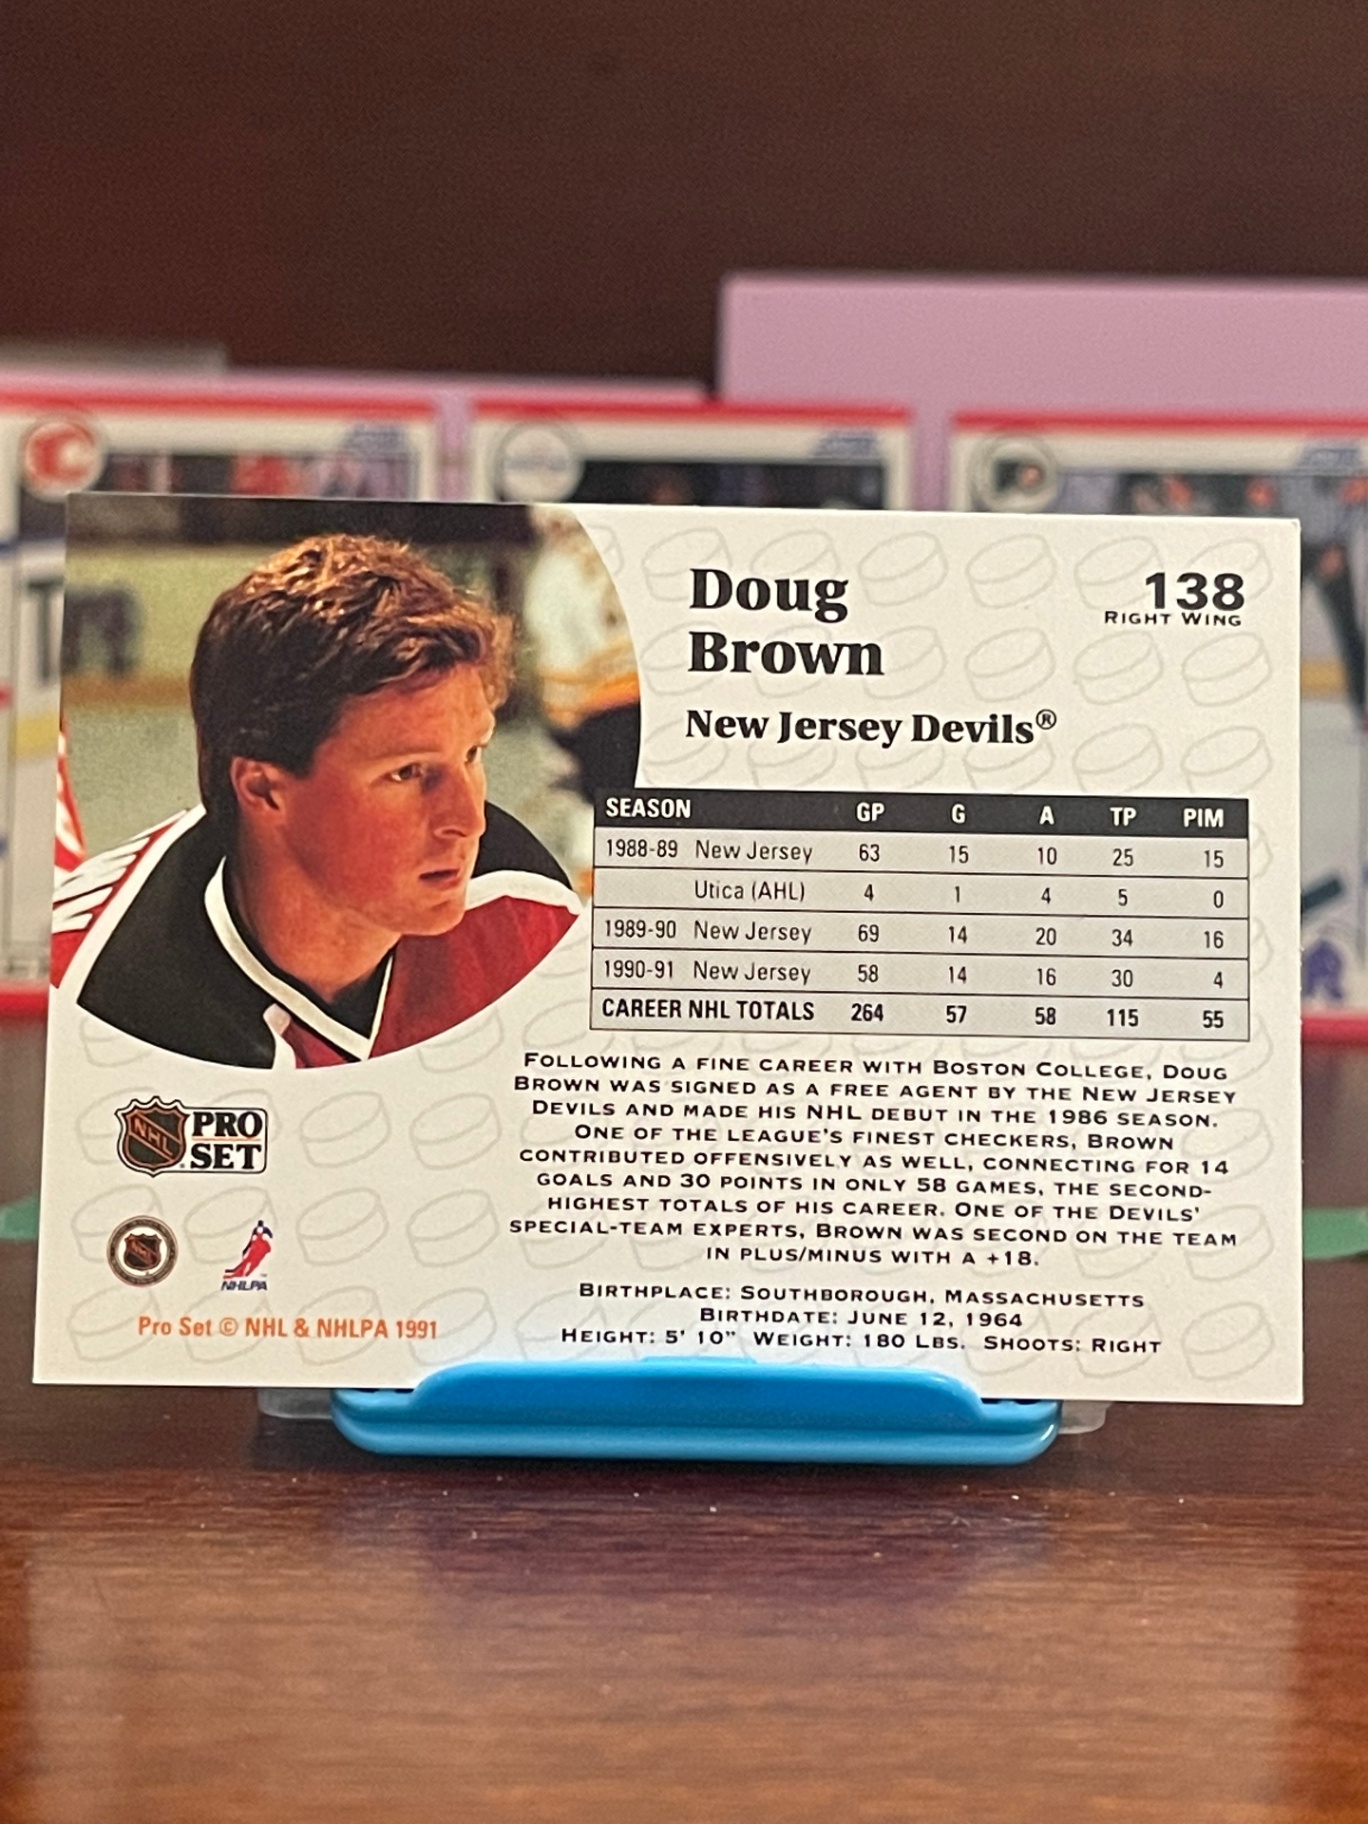 Doug
Brown
138
RIGHT WING
New Jersey Devils®
SEASON GP G A TP PIM
1988-89 New Jersey 63 15 10 25 15
Utica (AHL) 4 1 4 5 0
1989-90 New Jersey 69 14 20 34 16
1990-91 New Jersey 58 14 16 30 4
CAREER NHL TOTALS 264 57 58 115 55
FOLLOWING A FINE CAREER WITH BOSTON COLLEGE, DOUG
BROWN WAS SIGNED AS A FREE AGENT BY THE NEW JERSEY
DEVILS AND MADE HIS NHL DEBUT IN THE 1986 SEASON.
ONE OF THE LEAGUE'S FINEST CHECKERS, BROWN
CONTRIBUTED OFFENSIVELY AS WELL, CONNECTING FOR 14
GOALS AND 30 POINTS IN ONLY 58 GAMES, THE SECOND-
HIGHEST TOTALS OF HIS CAREER. ONE OF THE DEVILS'
SPECIAL-TEAM EXPERTS, BROWN WAS SECOND ON THE TEAM
IN PLUS/MINUS WITH A +18.
BIRTHPLACE: SOUTHBOROUGH, MASSACHUSETTS
BIRTHDATE: JUNE 12, 1964
HEIGHT: 5' 10" WEIGHT: 180 LBS. SHOOTS: RIGHT
NHL PRO
SET
NHL
NHLPA
Pro Set © NHL & NHLPA 1991